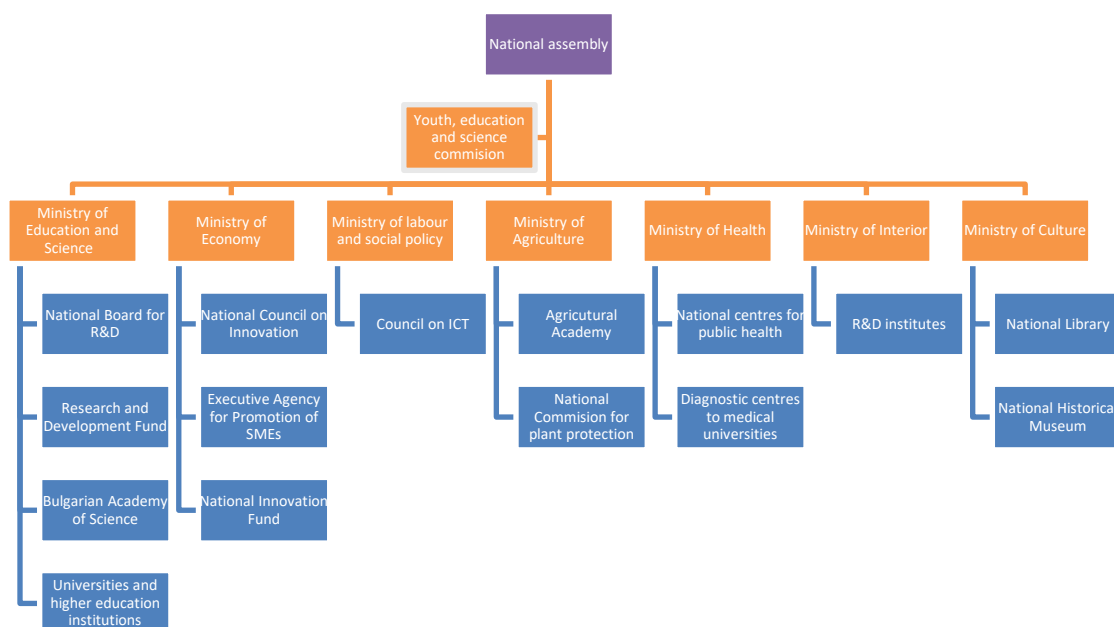 National assembly
Youth, education
and science
commision
Ministry of
Education and
Science
Ministry of
Economy
Ministry of labour
and social policy
Ministry of
Agriculture
Ministry of Health
Ministry of Interior
Ministry of Culture
National Board for
R&D
National Council on
Innovation
Council on ICT
Agricutural
Academy
National centres for
public health
R&D institutes
National Library
Research and
Development Fund
Executive Agency
for Promotion of
SMEs
National
Commision for
plant protection
Diagnostic centres
to medical
universities
National Historical
Museum
Bulgarian Academy
of Science
National Innovation
Fund
Universities and
higher education
institutions